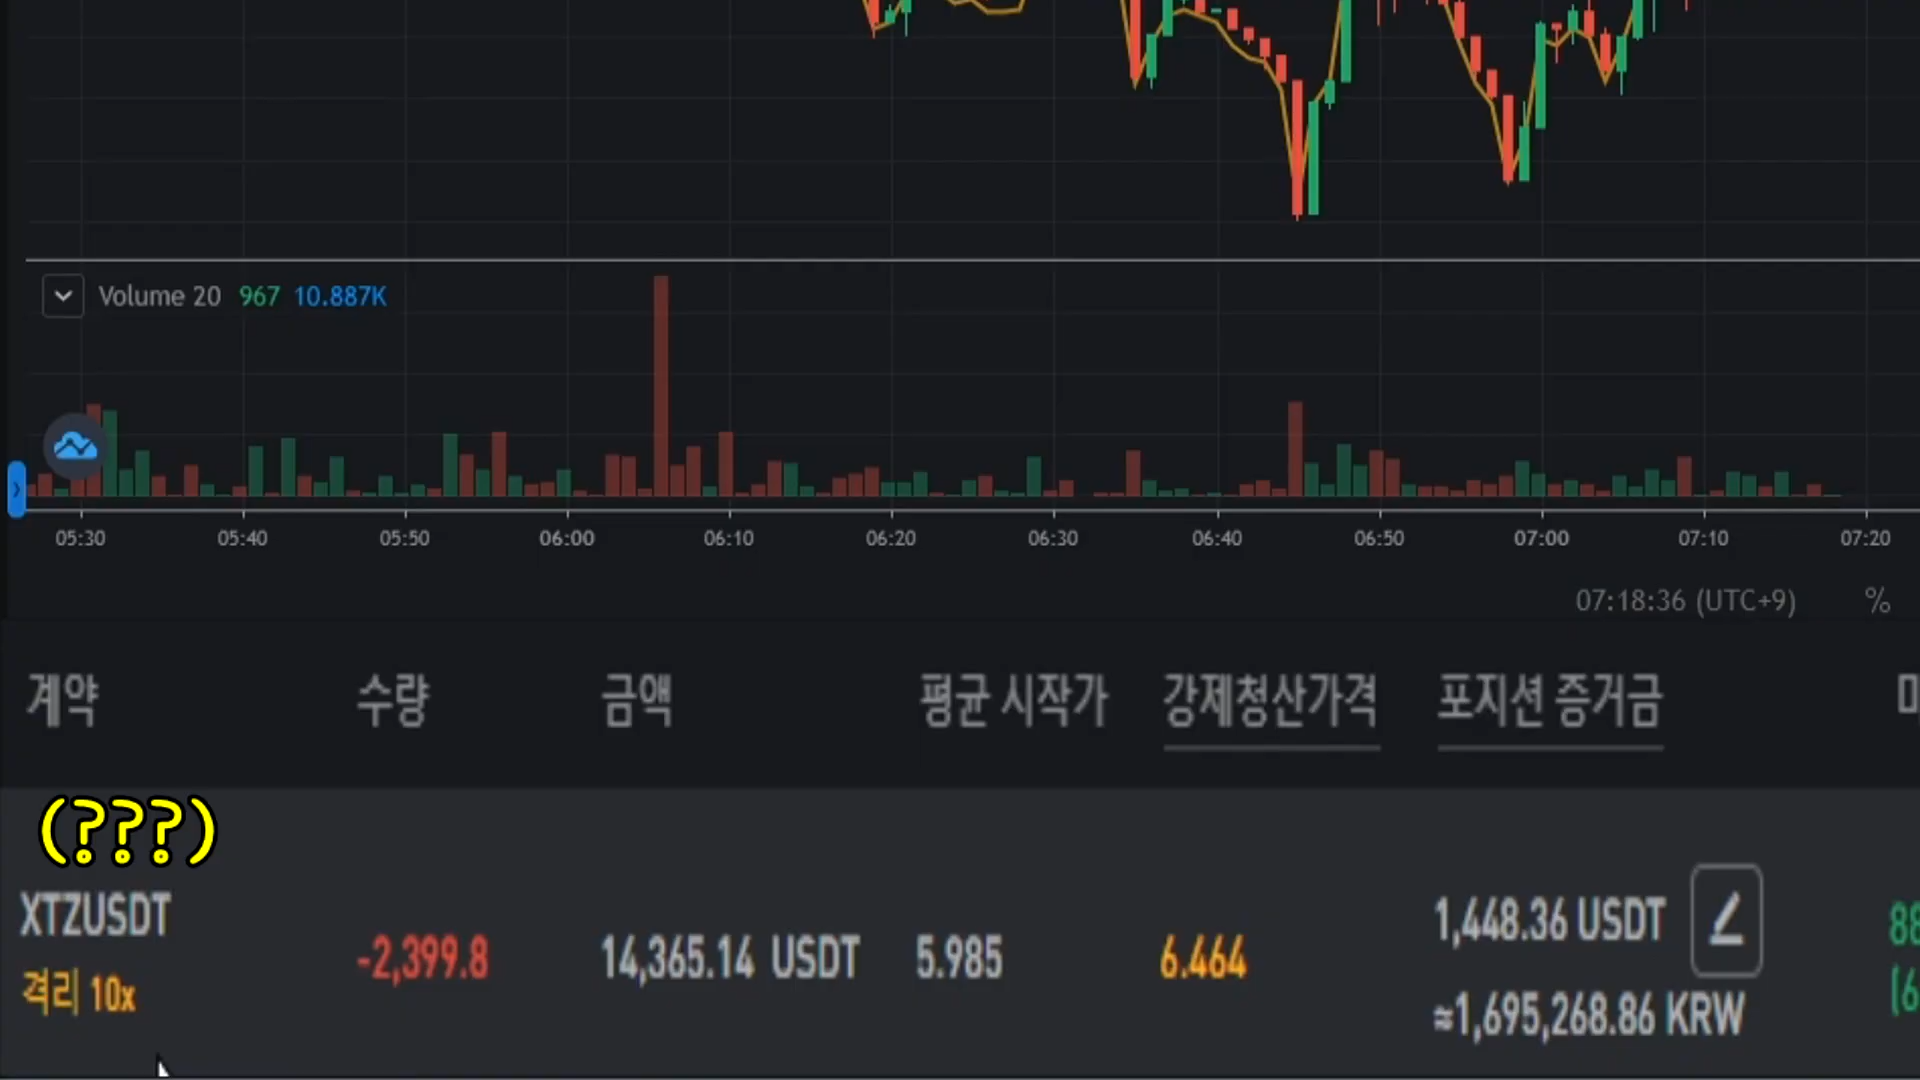 Volume 20 967 10.887K
05:30 05:40 05:50 06:00 06:10 06:20 06:30 06:40 06:50 07:00 07:10 07:20
07:18:36 (UTC+9) %
계약 수량 금액 평균 시작가 강제청산가격 포지션 증거금
(???)
XTZUSDT
격리 10x
-2,399.8
14,365.14 USDT
5.985
6.464
1,448.36 USDT
≈1,695,268.86 KRW
88
(6